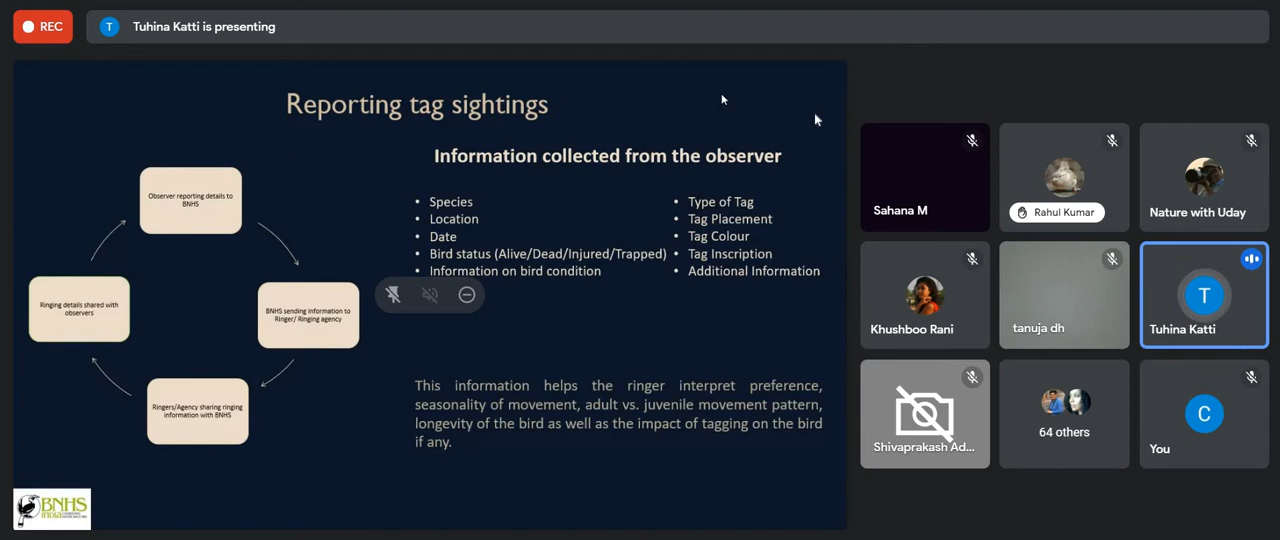 REC
T
Tuhina Katti is presenting
Reporting tag sightings
Information collected from the observer
• Species
• Location
• Date
• Bird status (Alive/Dead/Injured/Trapped)
• Information on bird condition
• Type of Tag
• Tag Placement
• Tag Colour
• Tag Inscription
• Additional Information
Observer reporting details to
BNHS
BNHS sending information to
Ringer/ Ringing agency
Ringers/Agency sharing ringing
information with BNHS
Ringing details shared with
observers
This information helps the ringer interpret preference,
seasonality of movement, adult vs. juvenile movement pattern,
longevity of the bird as well as the impact of tagging on the bird
if any.
BNHS
Sahana M
Rahul Kumar
Nature with Uday
Khushboo Rani
tanuja dh
T
Tuhina Katti
Shivaprakash Ad...
64 others
C
You